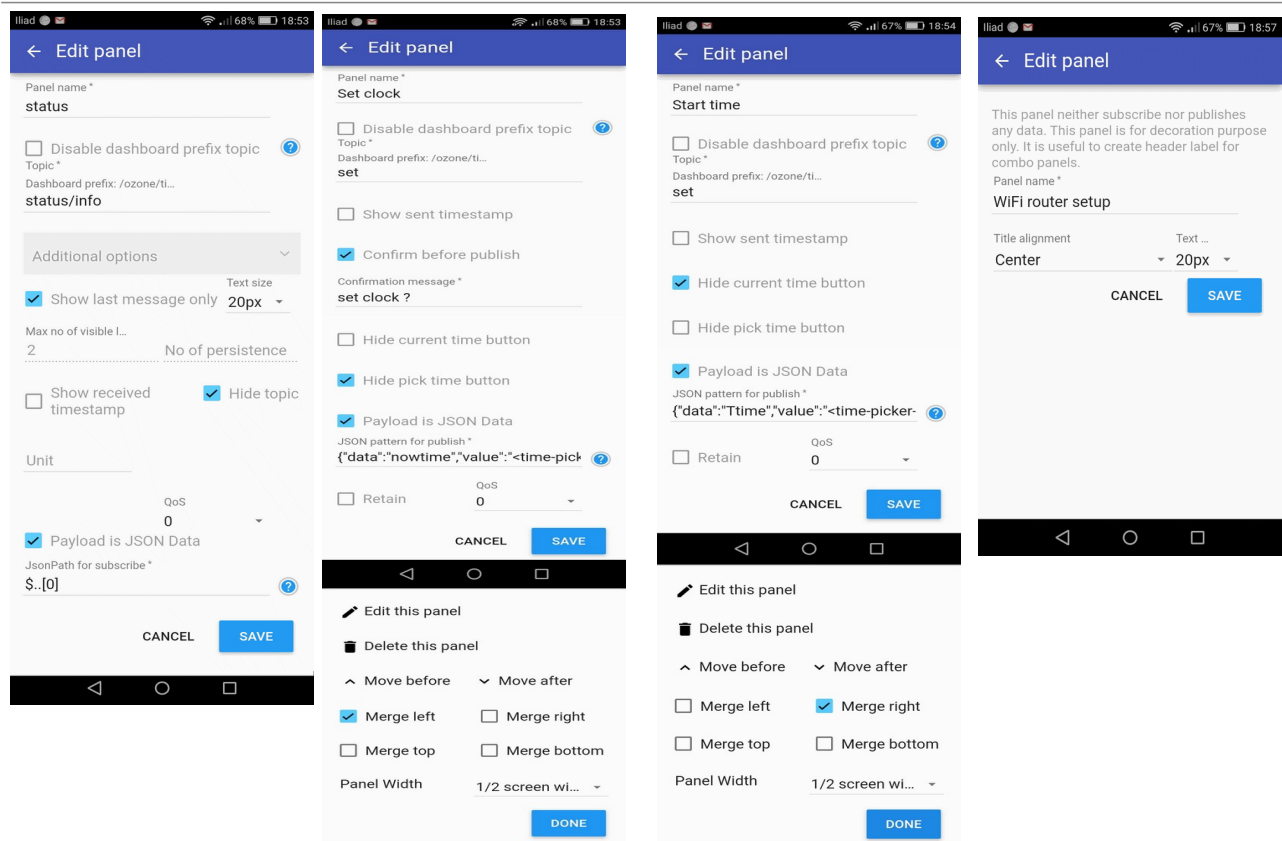 Iliad 68% 18:53
Edit panel
Panel name *
status
Disable dashboard prefix topic
Topic *
Dashboard prefix: /ozone/ti...
status/info
Additional options
Text size
Show last message only 20px
Max no of visible l...
2 No of persistence
Show received timestamp
Hide topic
Unit
QoS
0
Payload is JSON Data
JsonPath for subscribe *
$..[0]
CANCEL SAVE
Iliad 68% 18:53
Edit panel
Panel name *
Set clock
Disable dashboard prefix topic
Topic *
Dashboard prefix: /ozone/ti...
set
Show sent timestamp
Confirm before publish
Confirmation message *
set clock ?
Hide current time button
Hide pick time button
Payload is JSON Data
JSON pattern for publish *
{"data":"nowtime","value":"<time-pick
QoS
Retain 0
CANCEL SAVE
Edit this panel
Delete this panel
Move before Move after
Merge left Merge right
Merge top Merge bottom
Panel Width 1/2 screen wi...
DONE
Iliad 67% 18:54
Edit panel
Panel name *
Start time
Disable dashboard prefix topic
Topic *
Dashboard prefix: /ozone/ti...
set
Show sent timestamp
Hide current time button
Hide pick time button
Payload is JSON Data
JSON pattern for publish *
{"data":"Ttime","value":"<time-picker-
QoS
Retain 0
CANCEL SAVE
Edit this panel
Delete this panel
Move before Move after
Merge left Merge right
Merge top Merge bottom
Panel Width 1/2 screen wi...
DONE
Iliad 67% 18:57
Edit panel
This panel neither subscribe nor publishes
any data. This panel is for decoration purpose
only. It is useful to create header label for
combo panels.
Panel name *
WiFi router setup
Title alignment Text ...
Center 20px
CANCEL SAVE